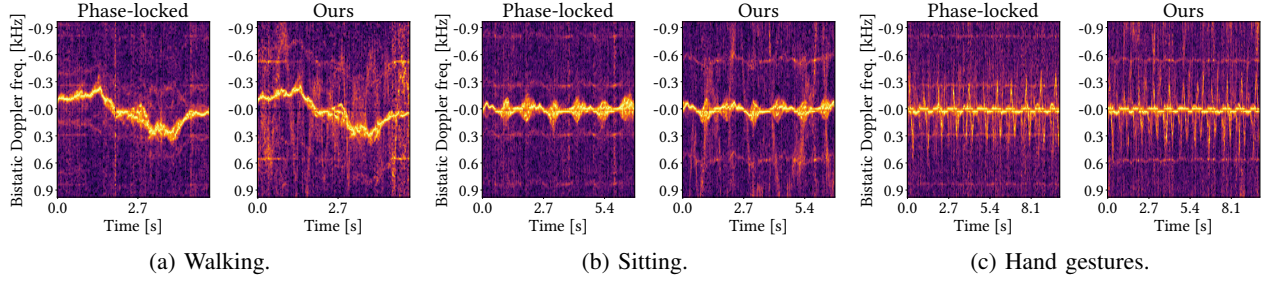 Phase-locked Ours Phase-locked Ours Phase-locked Ours
Bistatic Doppler freq. [kHz] Bistatic Doppler freq. [kHz] Bistatic Doppler freq. [kHz]
-0.9 -0.9 -0.9 -0.9 -0.9 -0.9
-0.6 -0.6 -0.6 -0.6 -0.6 -0.6
-0.3 -0.3 -0.3 -0.3 -0.3 -0.3
-0.0 -0.0 -0.0 -0.0 -0.0 -0.0
0.3 0.3 0.3 0.3 0.3 0.3
0.6 0.6 0.6 0.6 0.6 0.6
0.9 0.9 0.9 0.9 0.9 0.9
0.0 2.7 0.0 2.7 0.0 2.7 5.4 0.0 2.7 5.4 0.0 2.7 5.4 8.1 0.0 2.7 5.4 8.1
Time [s] Time [s] Time [s] Time [s] Time [s] Time [s]
(a) Walking. (b) Sitting. (c) Hand gestures.